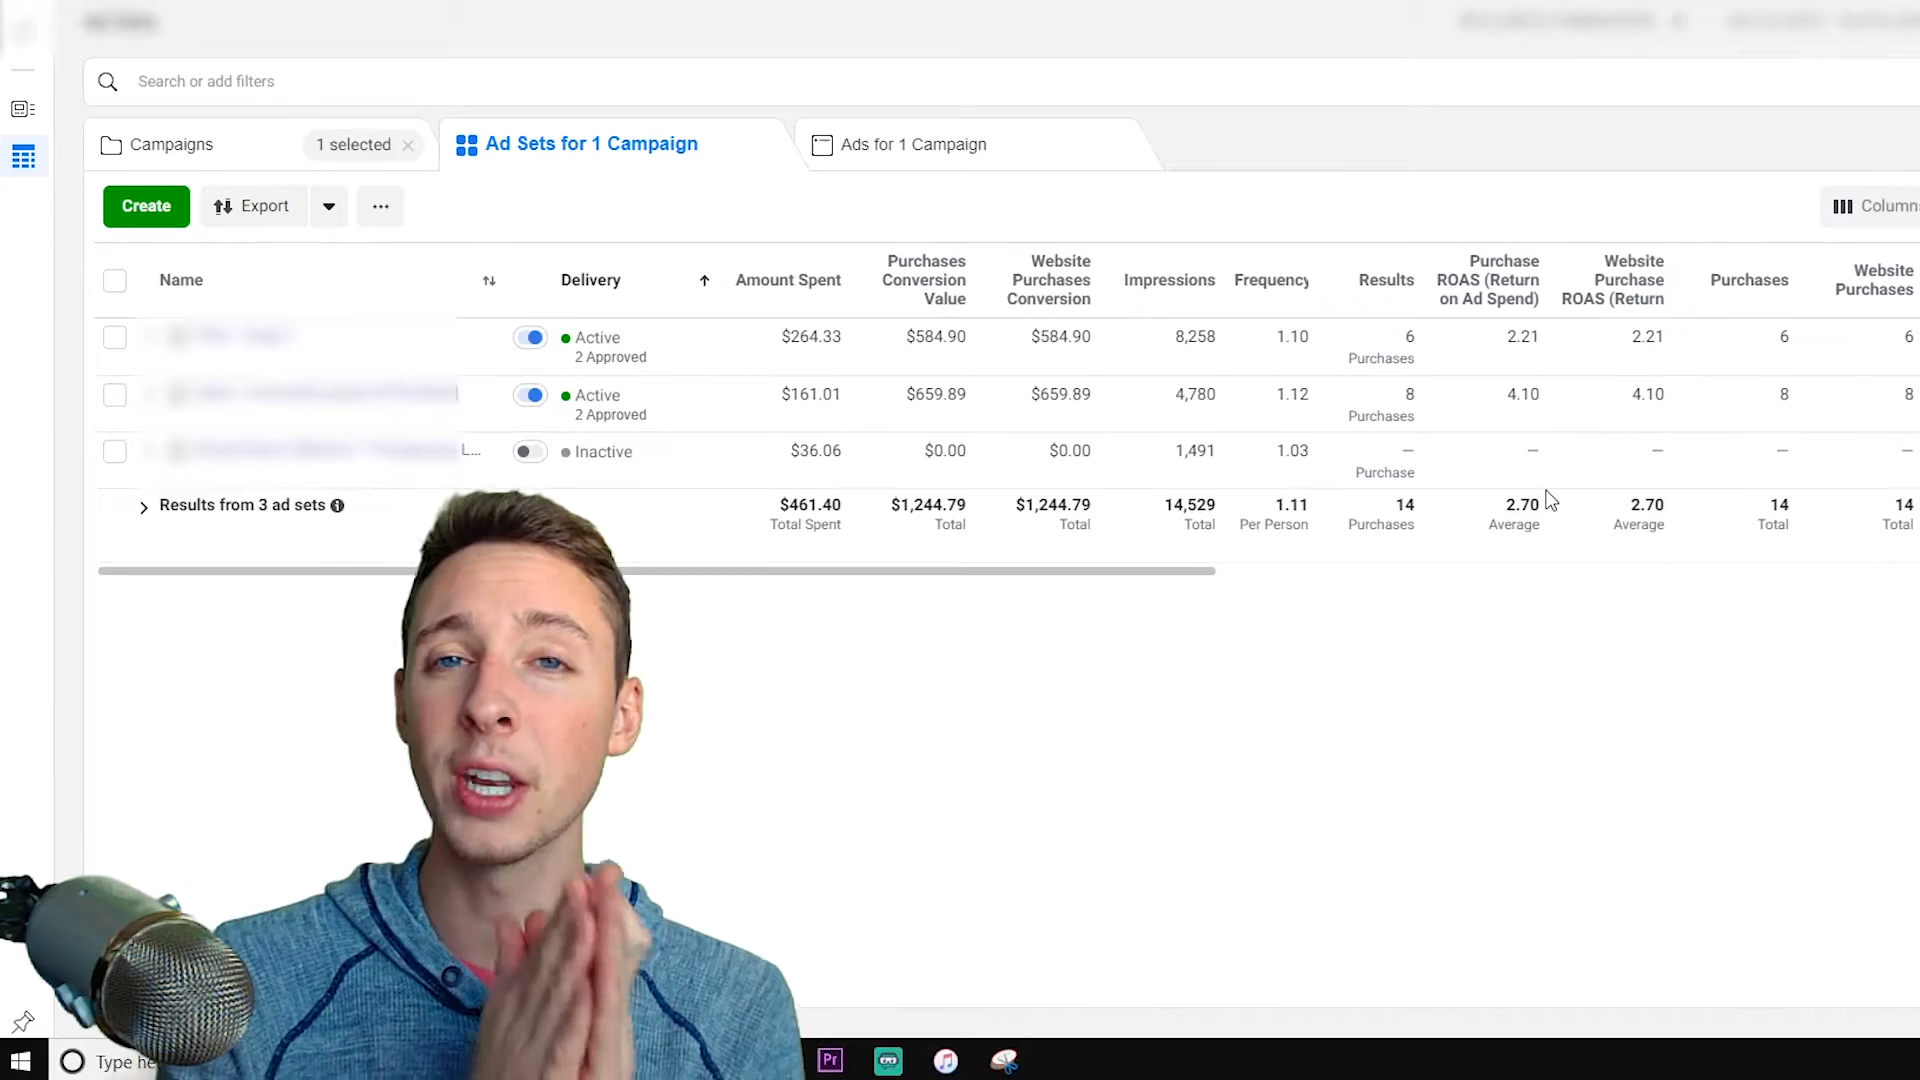 Search or add filters
Campaigns 1 selected Ad Sets for 1 Campaign Ads for 1 Campaign
Create Export Column
Name Delivery Amount Spent Purchases Conversion Value Website Purchases Conversion Impressions Frequency Results Purchase ROAS (Return on Ad Spend) Website Purchase ROAS (Return Purchases Website Purchases
Active $264.33 $584.90 $584.90 8,258 1.10 6 2.21 2.21 6 6
2 Approved Purchases
Active $161.01 $659.89 $659.89 4,780 1.12 8 4.10 4.10 8 8
2 Approved Purchases
L... Inactive $36.06 $0.00 $0.00 1,491 1.03 — — — — —
Purchase
Results from 3 ad sets $461.40 $1,244.79 $1,244.79 14,529 1.11 14 2.70 2.70 14 14
Total Spent Total Total Total Per Person Purchases Average Average Total Total
Type he
Pr